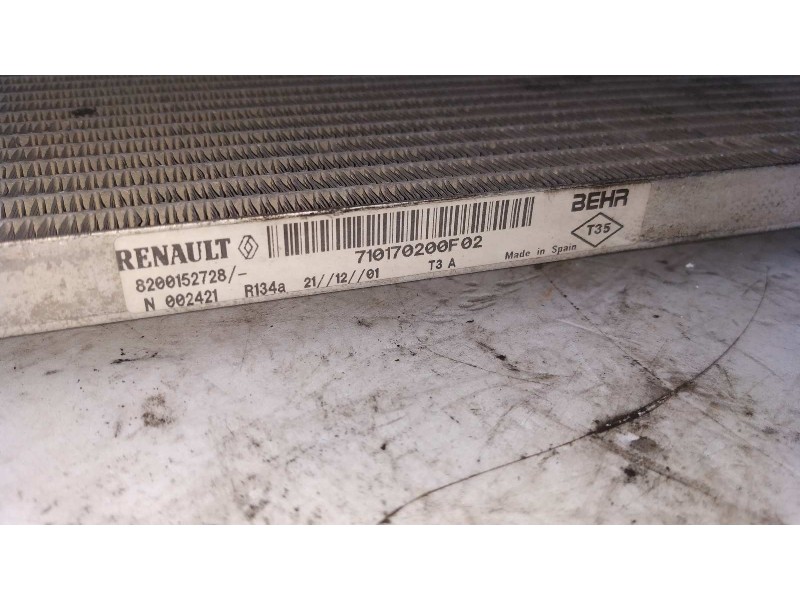 RENAULT
710170200F02
BEHR
T35
8200152728/-
N 002421 R134a 21//12//01 T3 A Made in Spain